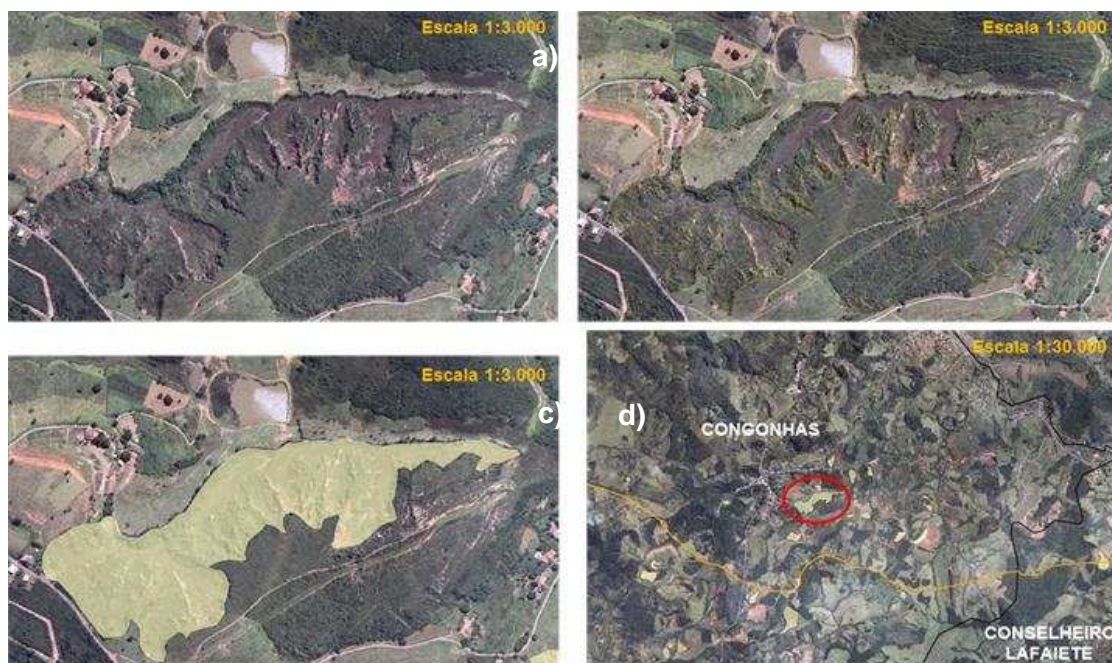 Escala 1:3.000
a)
Escala 1:3.000
Escala 1:3.000
c)
Escala 1:30.000
d)
CONGONHAS
CONSELHEIRO
LAFAIETE